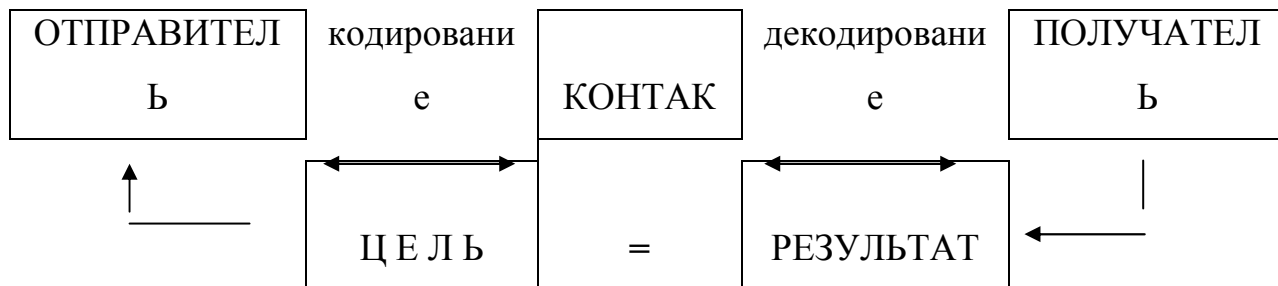 ОТПРАВИТЕЛ кодировани декодировани ПОЛУЧАТЕЛ
Ь е КОНТАК е Ь
Ц Е Л Ь = РЕЗУЛЬТАТ